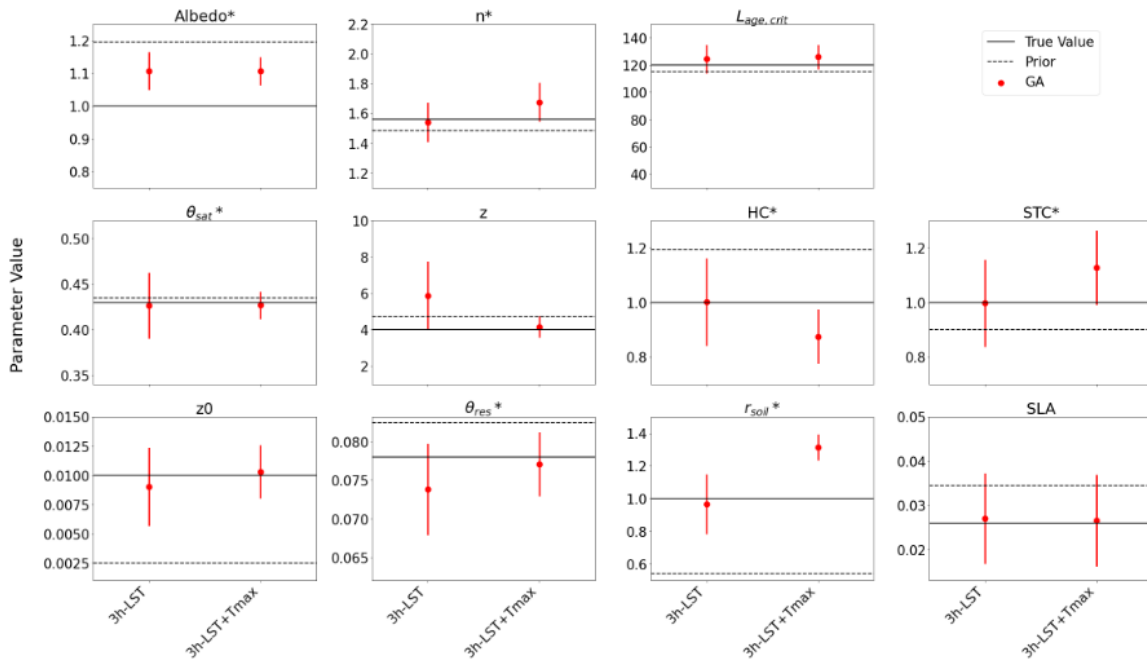 Albedo*
1.2
1.1
1.0
0.9
0.8
n*
2.2
2.0
1.8
1.6
1.4
1.2
L_age,crit
140
120
100
80
60
40
True Value
Prior
GA
Parameter Value
θ_sat *
0.50
0.45
0.40
0.35
z
10
8
6
4
2
HC*
1.2
1.0
0.8
STC*
1.2
1.0
0.8
z0
0.0150
0.0125
0.0100
0.0075
0.0050
0.0025
θ_res *
0.080
0.075
0.070
0.065
r_soil *
1.4
1.2
1.0
0.8
0.6
SLA
0.05
0.04
0.03
0.02
3h-LST
3h-LST+Tmax
3h-LST
3h-LST+Tmax
3h-LST
3h-LST+Tmax
3h-LST
3h-LST+Tmax